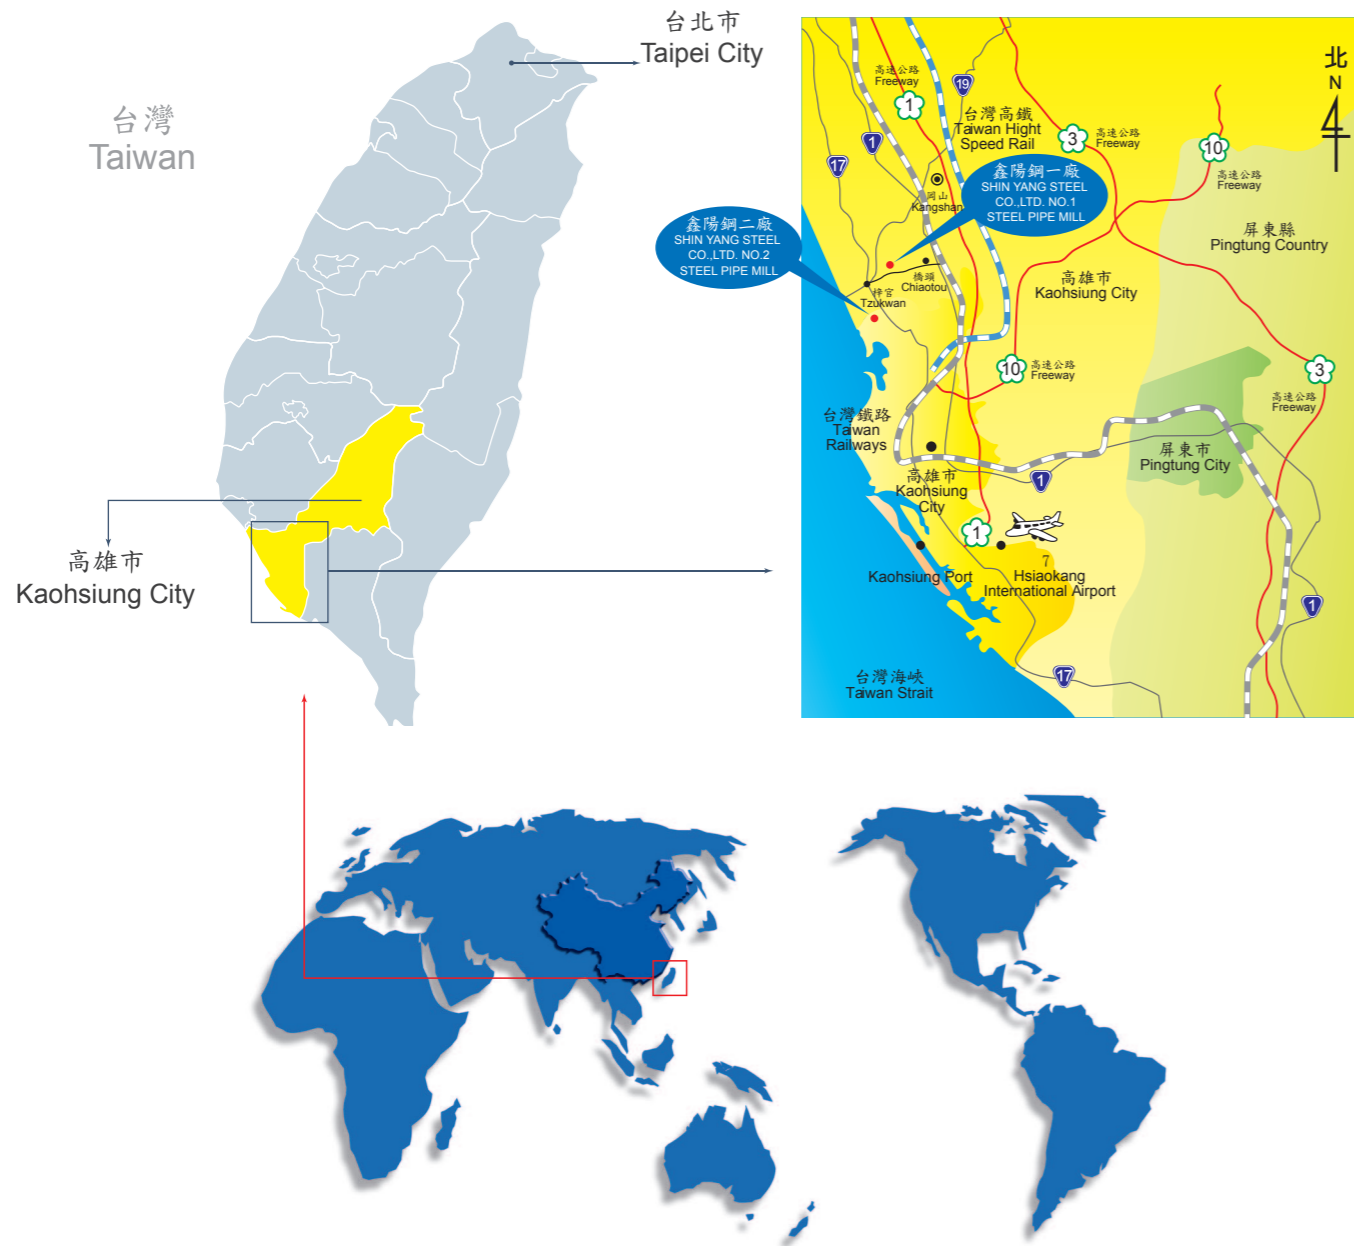 台北市
Taipei City
台灣
Taiwan
高雄市
Kaohsiung City
北
N
高速公路
Freeway
1
19
台灣高鐵
Taiwan Hight
Speed Rail
3
高速公路
Freeway
10
高速公路
Freeway
1
17
岡山
Kangshan
鑫陽鋼一廠
SHIN YANG STEEL
CO.,LTD. NO.1
STEEL PIPE MILL
鑫陽鋼二廠
SHIN YANG STEEL
CO.,LTD. NO.2
STEEL PIPE MILL
屏東縣
Pingtung Country
橋頭
Chiaotou
梓官
Tzukwan
高雄市
Kaohsiung City
10
高速公路
Freeway
3
高速公路
Freeway
台灣鐵路
Taiwan
Railways
屏東市
Pingtung City
高雄市
Kaohsiung
City
1
1
7
Kaohsiung Port
Hsiaokang
International Airport
1
台灣海峽
Taiwan Strait
17